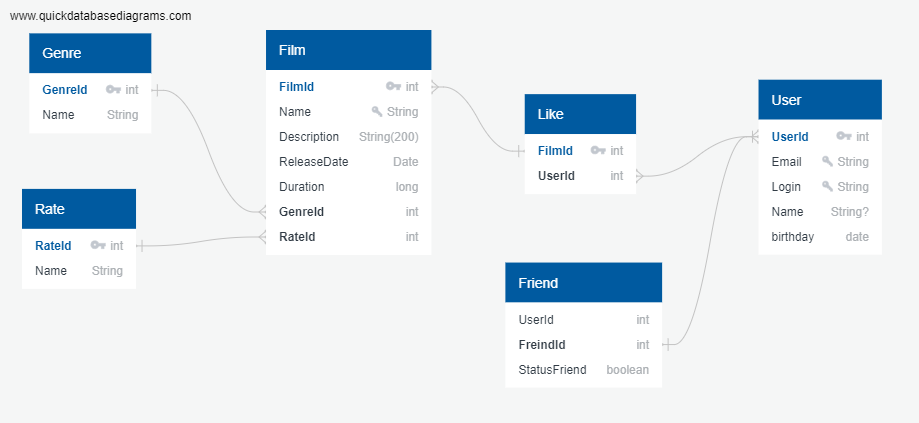 www.quickdatabasediagrams.com
Genre
GenreId int
Name String
Rate
RateId int
Name String
Film
FilmId int
Name String
Description String(200)
ReleaseDate Date
Duration long
GenreId int
RateId int
Like
FilmId int
UserId int
Friend
UserId int
FreindId int
StatusFriend boolean
User
UserId int
Email String
Login String
Name String?
birthday date